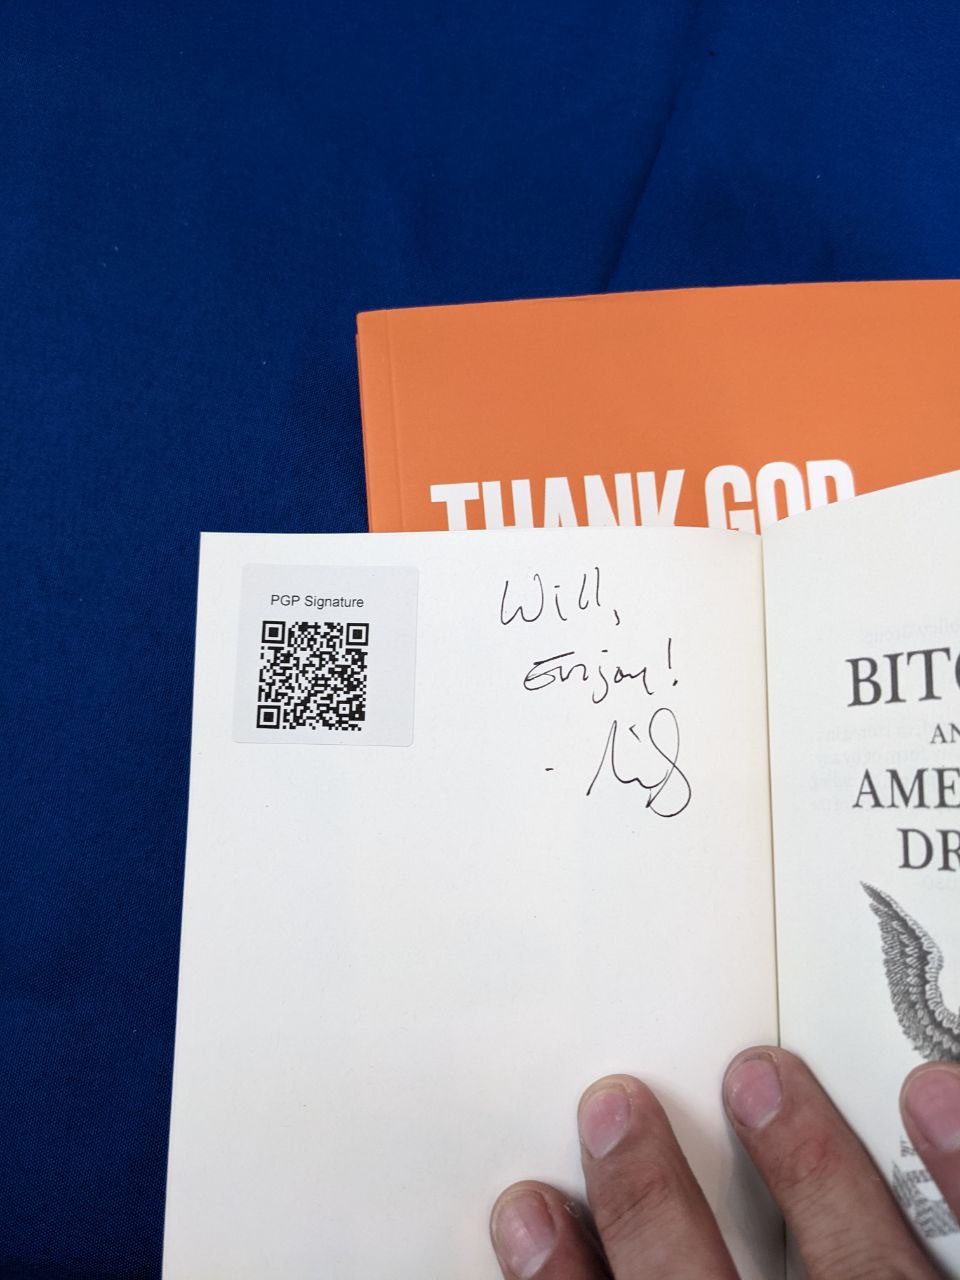 THANK GOD
PGP Signature
Will,
Enjoy!
BITC
AN
AME
DR